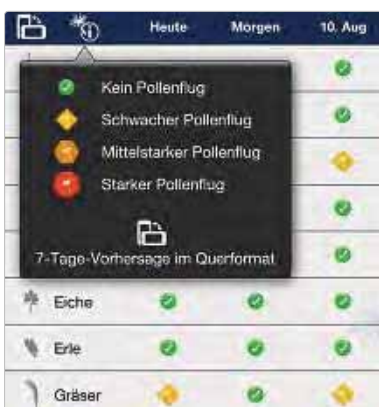 Heute Morgen 10. Aug
Kein Pollenflug
Schwacher Pollenflug
Mittelstarker Pollenflug
Starker Pollenflug
7-Tage-Vorhersage im Querformat
Eiche
Erle
Gräser